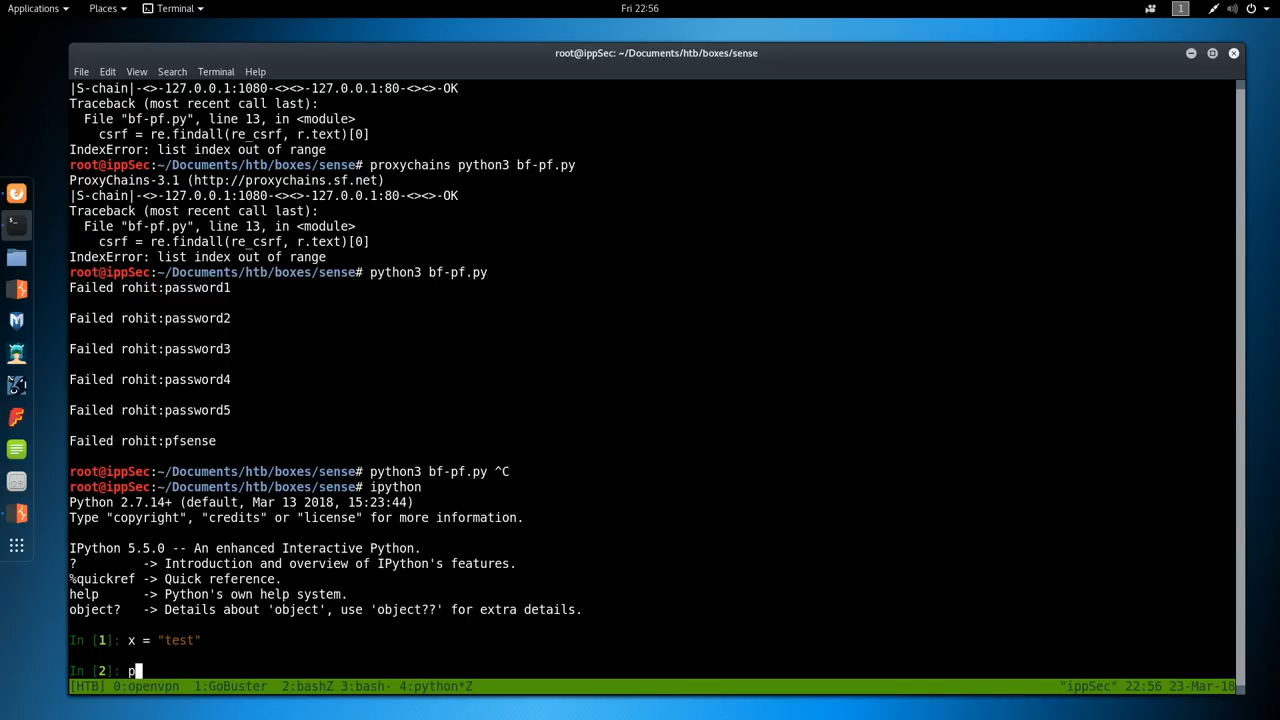 Applications Places Terminal Fri 22:56 1
root@ippSec: ~/Documents/htb/boxes/sense
File Edit View Search Terminal Help
|S-chain|-<>-127.0.0.1:1080-<><>-127.0.0.1:80-<><>-OK
Traceback (most recent call last):
  File "bf-pf.py", line 13, in <module>
    csrf = re.findall(re_csrf, r.text)[0]
IndexError: list index out of range
root@ippSec:~/Documents/htb/boxes/sense# proxychains python3 bf-pf.py
ProxyChains-3.1 (http://proxychains.sf.net)
|S-chain|-<>-127.0.0.1:1080-<><>-127.0.0.1:80-<><>-OK
Traceback (most recent call last):
  File "bf-pf.py", line 13, in <module>
    csrf = re.findall(re_csrf, r.text)[0]
IndexError: list index out of range
root@ippSec:~/Documents/htb/boxes/sense# python3 bf-pf.py
Failed rohit:password1
Failed rohit:password2
Failed rohit:password3
Failed rohit:password4
Failed rohit:password5
Failed rohit:pfsense
root@ippSec:~/Documents/htb/boxes/sense# python3 bf-pf.py ^C
root@ippSec:~/Documents/htb/boxes/sense# ipython
Python 2.7.14+ (default, Mar 13 2018, 15:23:44)
Type "copyright", "credits" or "license" for more information.
IPython 5.5.0 -- An enhanced Interactive Python.
?         -> Introduction and overview of IPython's features.
%quickref -> Quick reference.
help      -> Python's own help system.
object?   -> Details about 'object', use 'object??' for extra details.
In [1]: x = "test"
In [2]: p
[HTB] 0:openvpn  1:GoBuster  2:bashZ 3:bash- 4:python*Z "ippSec" 22:56 23-Mar-18